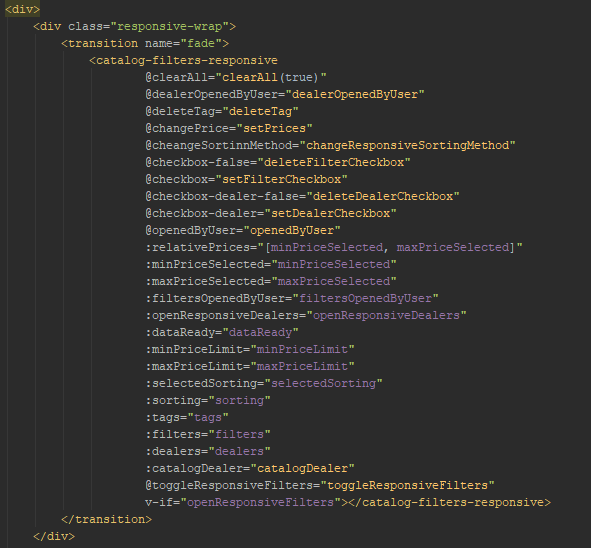 <div>
<div class="responsive-wrap">
<transition name="fade">
<catalog-filters-responsive
@clearAll="clearAll(true)"
@dealerOpenedByUser="dealerOpenedByUser"
@deleteTag="deleteTag"
@changePrice="setPrices"
@cheangeSortinnMethod="changeResponsiveSortingMethod"
@checkbox-false="deleteFilterCheckbox"
@checkbox="setFilterCheckbox"
@checkbox-dealer-false="deleteDealerCheckbox"
@checkbox-dealer="setDealerCheckbox"
@openedByUser="openedByUser"
:relativePrices="[minPriceSelected, maxPriceSelected]"
:minPriceSelected="minPriceSelected"
:maxPriceSelected="maxPriceSelected"
:filtersOpenedByUser="filtersOpenedByUser"
:openResponsiveDealers="openResponsiveDealers"
:dataReady="dataReady"
:minPriceLimit="minPriceLimit"
:maxPriceLimit="maxPriceLimit"
:selectedSorting="selectedSorting"
:sorting="sorting"
:tags="tags"
:filters="filters"
:dealers="dealers"
:catalogDealer="catalogDealer"
@toggleResponsiveFilters="toggleResponsiveFilters"
v-if="openResponsiveFilters"></catalog-filters-responsive>
</transition>
</div>